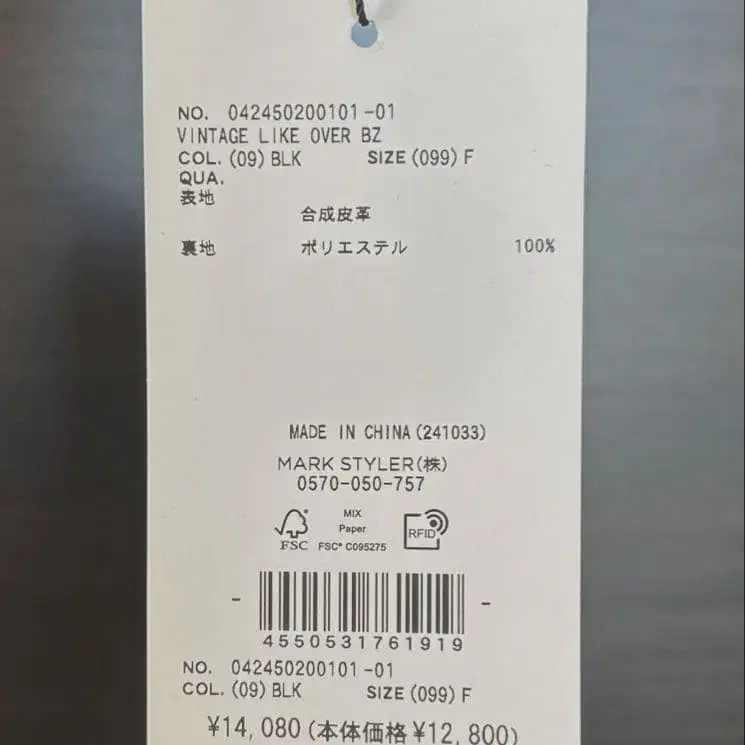 NO. 042450200101-01
VINTAGE LIKE OVER BZ
COL. (09) BLK SIZE (099) F
QUA.
表地
合成皮革
裏地 ポリエステル 100%
MADE IN CHINA (241033)
MARK STYLER(株)
0570-050-757
FSC MIX Paper FSC® C095275 RFID
- 4550531761919 -
NO. 042450200101-01
COL. (09) BLK SIZE (099) F
¥14,080(本体価格¥12,800)